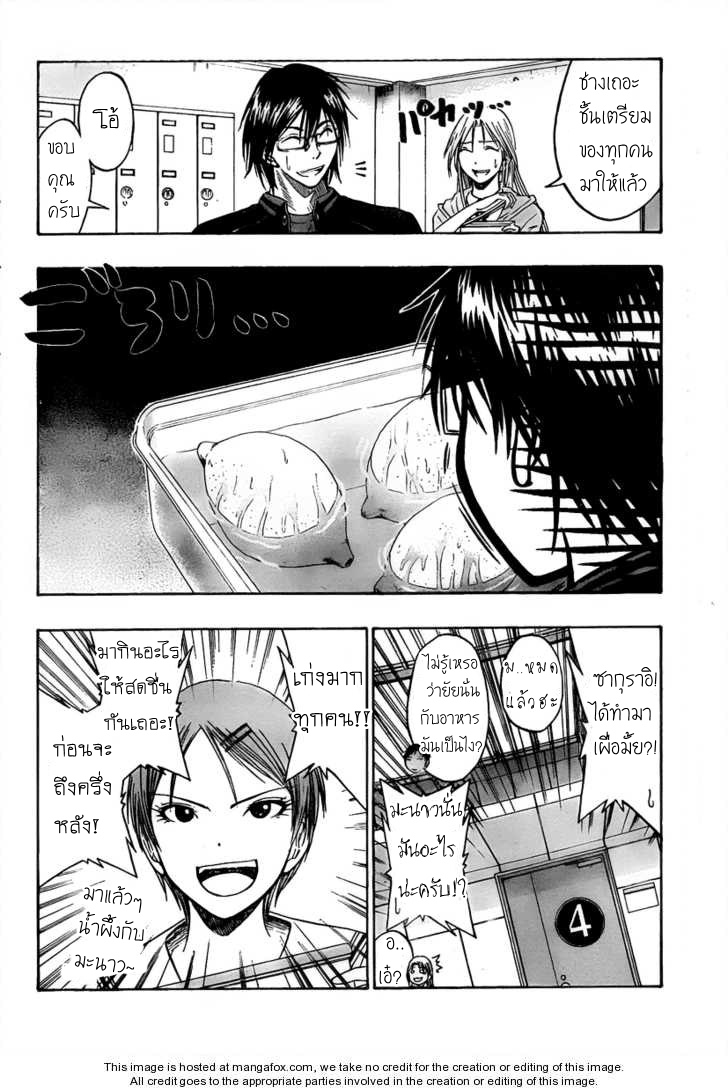 ช่างเถอะ
ชั้นเตรียม
ของทุกคน
มาให้แล้ว
パカッ...
โอ้
ขอบ
คุณ
ครับ
ごろり...
ซากุราอิ!
ได้ทำมา
เผื่อมั้ย?!
ม..หมด
แล้วฮะ
ไม่รู้เหรอ
ว่ายัยนั่น
กับอาหาร
มันเป็นไง?
มะนาวนั่น
มันอะไร
น่ะครับ!?
อ..
เอ๋?
4
เก่งมาก
ทุกคน!!
มากินอะไร
ให้สดชื่น
กันเถอะ!
ก่อนจะ
ถึงครึ่ง
หลัง!
มาแล้วๆ
น้ำผึ้งกับ
มะนาว~
This image is hosted at mangafox.com, we take no credit for the creation or editing of this image.
All credit goes to the appropriate parties involved in creating and editing this image.